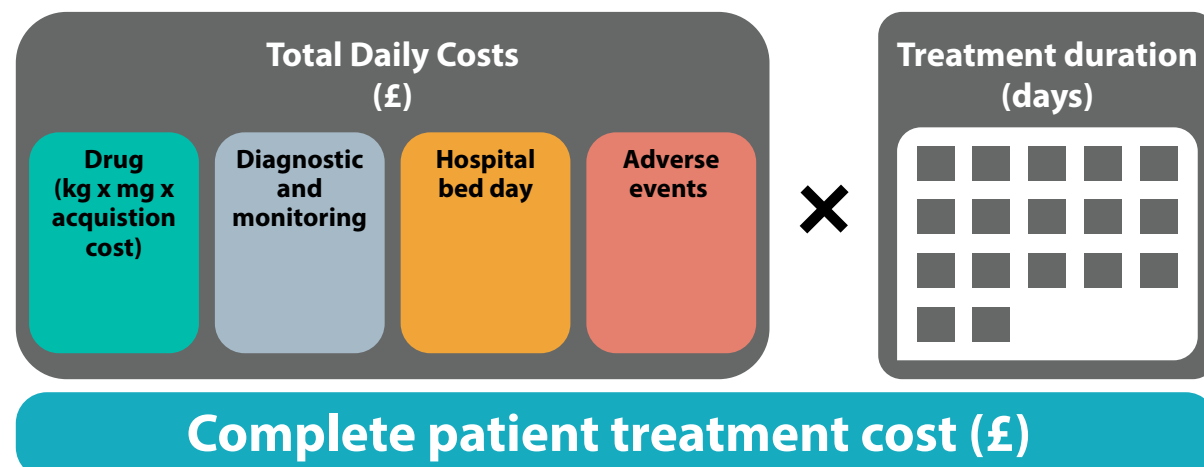 Total Daily Costs
(£)
Drug
(kg x mg x
acquistion
cost)
Diagnostic
and
monitoring
Hospital
bed day
Adverse
events
×
Treatment duration
(days)
Complete patient treatment cost (£)